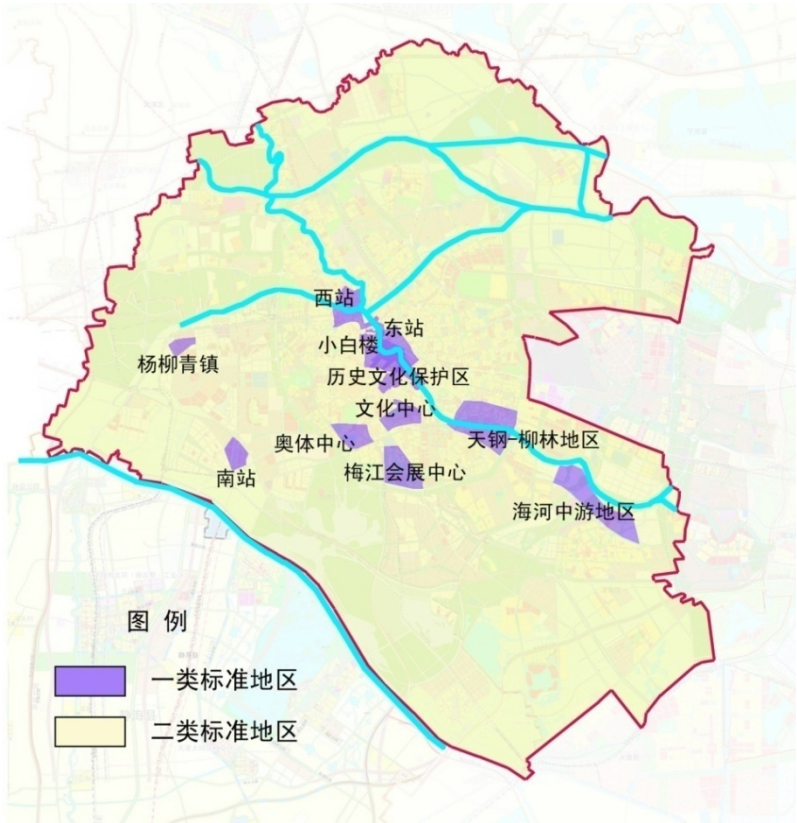 西站
东站
小白楼
杨柳青镇
历史文化保护区
文化中心
奥体中心
天钢-柳林地区
南站
梅江会展中心
海河中游地区
图 例
一类标准地区
二类标准地区